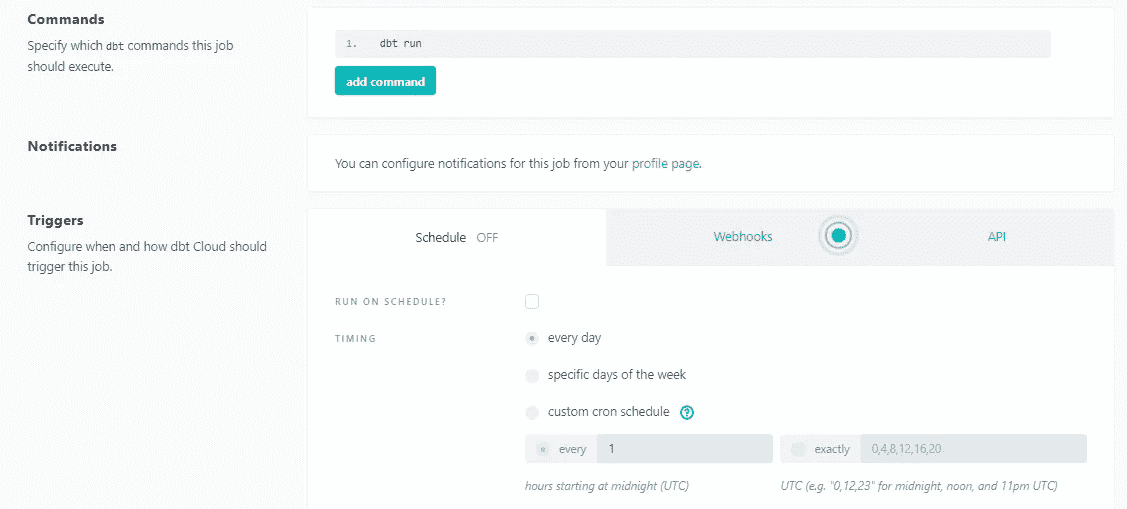 Commands
Specify which dbt commands this job
should execute.
1. dbt run
add command
Notifications
You can configure notifications for this job from your profile page.
Triggers
Configure when and how dbt Cloud should
trigger this job.
Schedule OFF
Webhooks
API
RUN ON SCHEDULE?
TIMING
every day
specific days of the week
custom cron schedule ?
every 1
exactly 0,4,8,12,16,20
hours starting at midnight (UTC)
UTC (e.g. "0,12,23" for midnight, noon, and 11pm UTC)